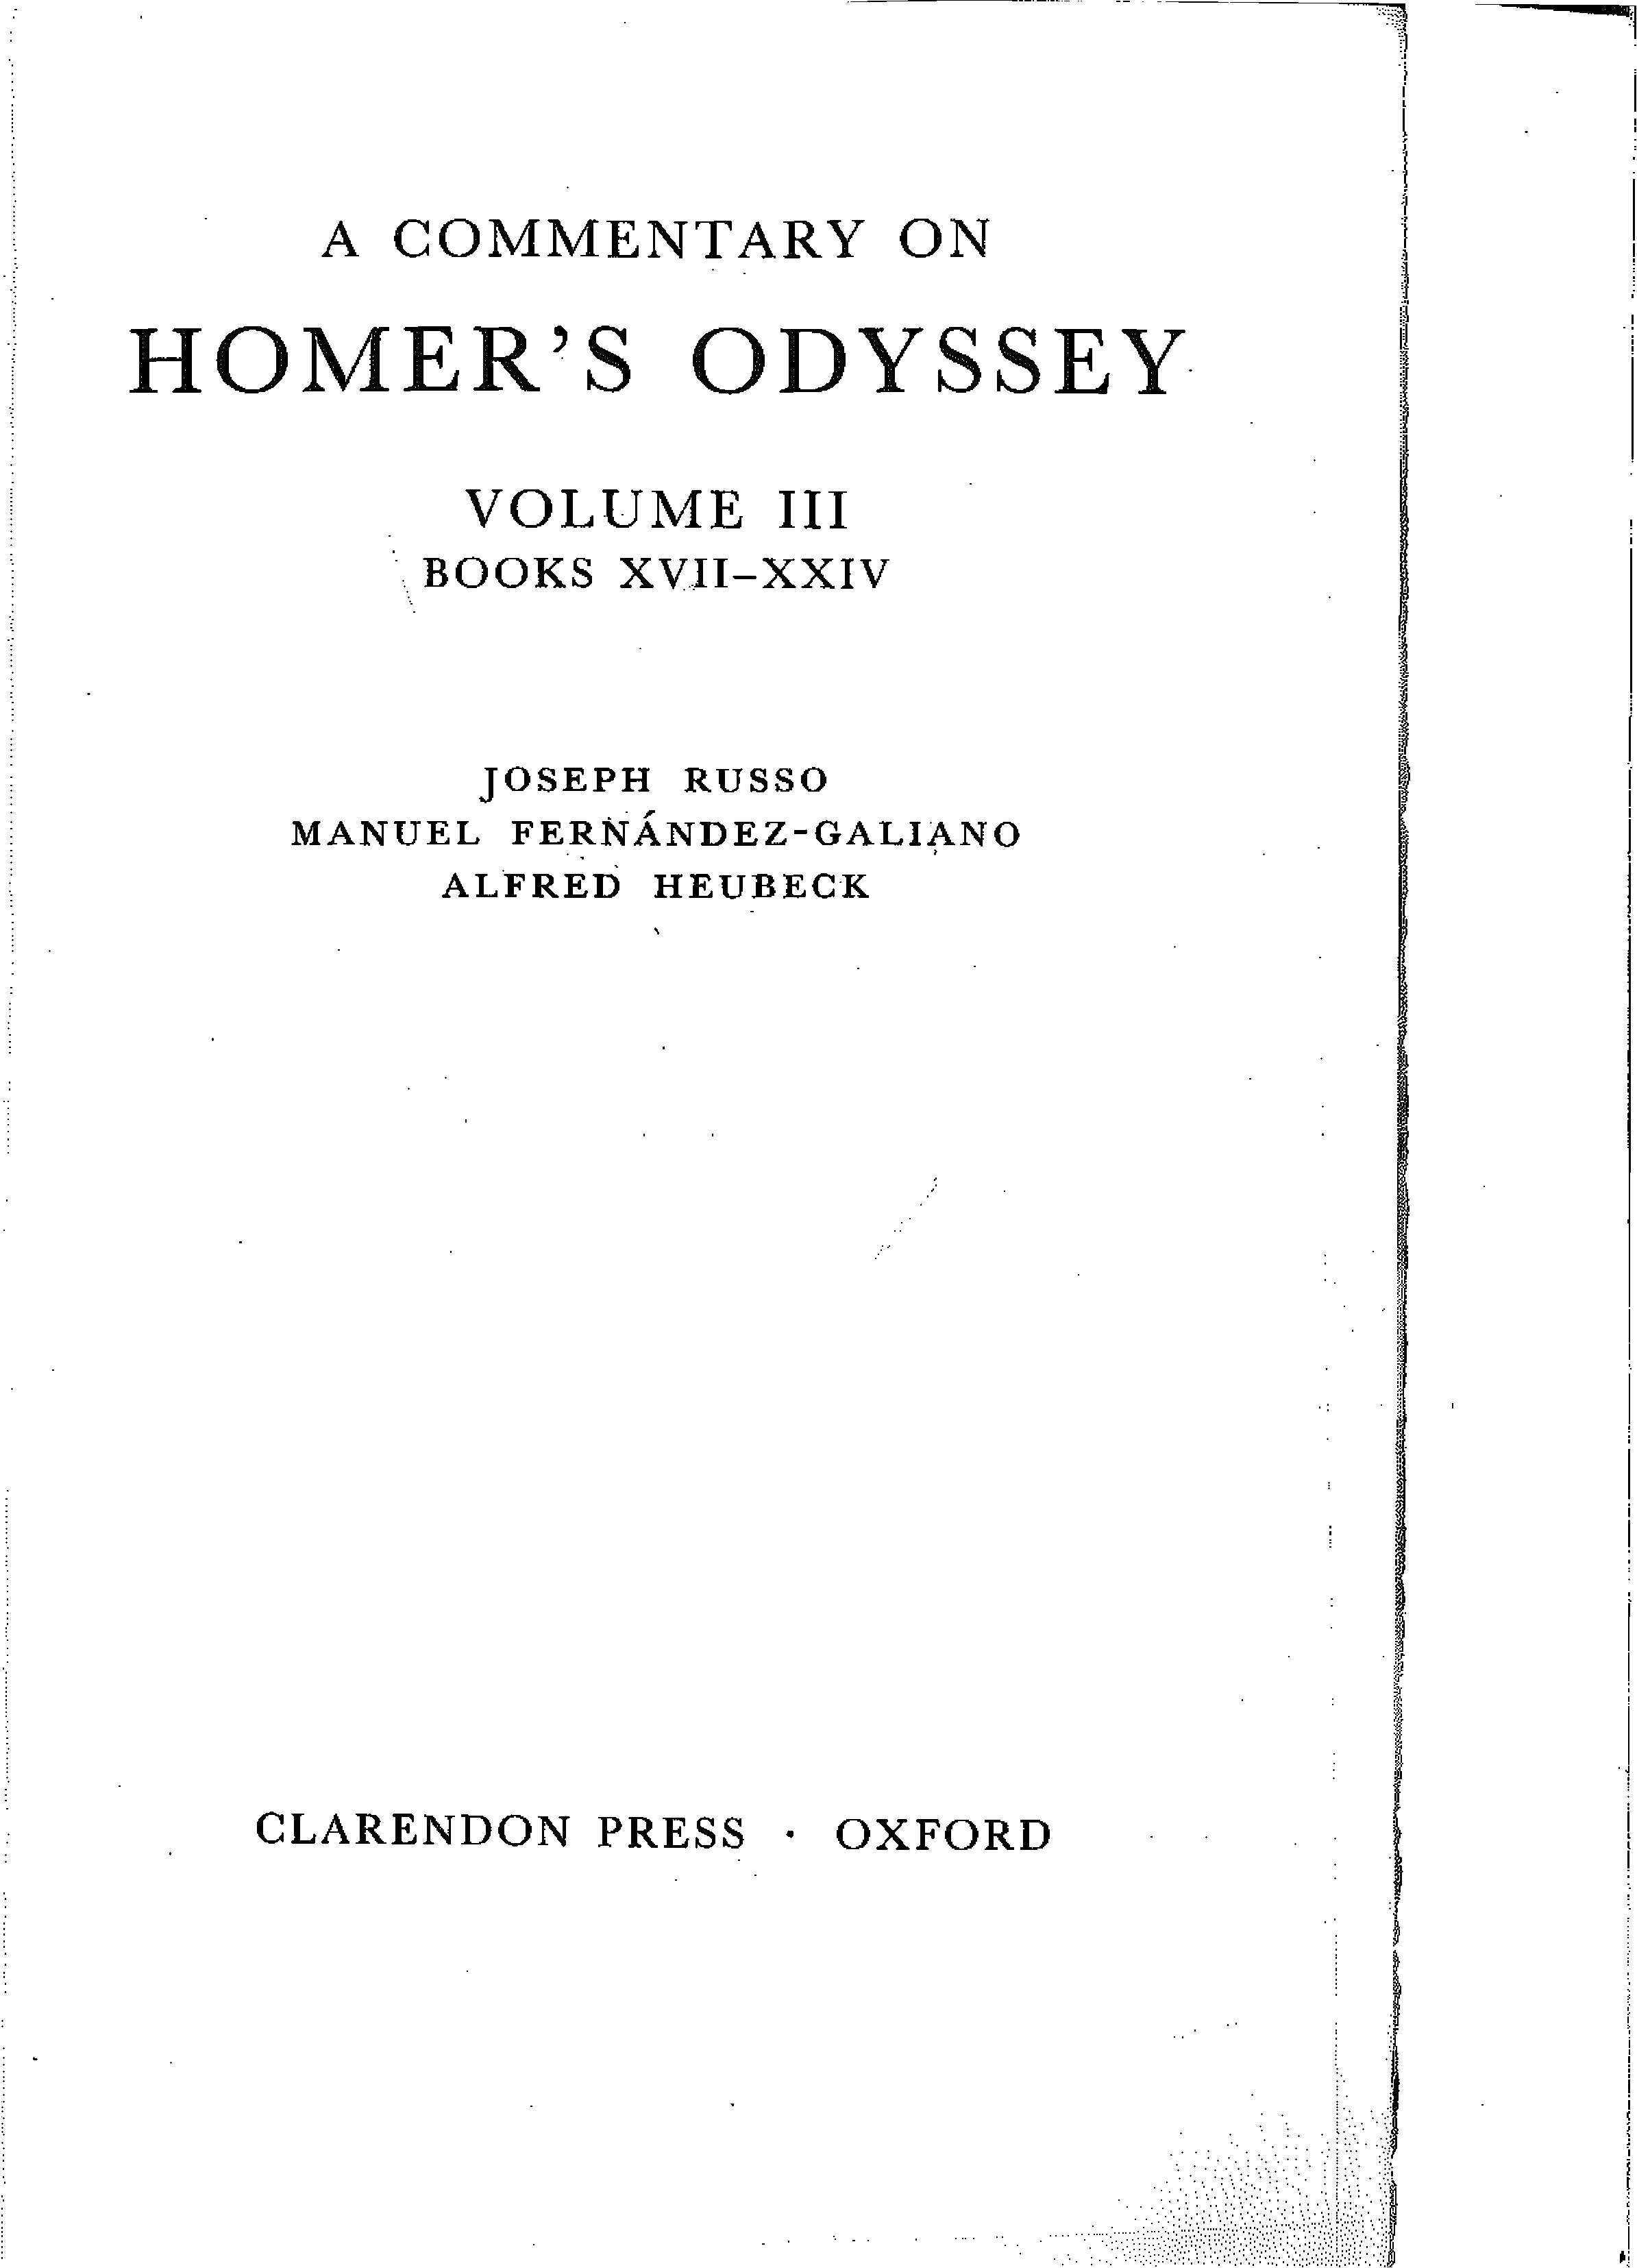 A COMMENTARY ON
HOMER'S ODYSSEY
VOLUME III
BOOKS XVII–XXIV
JOSEPH RUSSO
MANUEL FERNÁNDEZ-GALIANO
ALFRED HEUBECK
CLARENDON PRESS · OXFORD